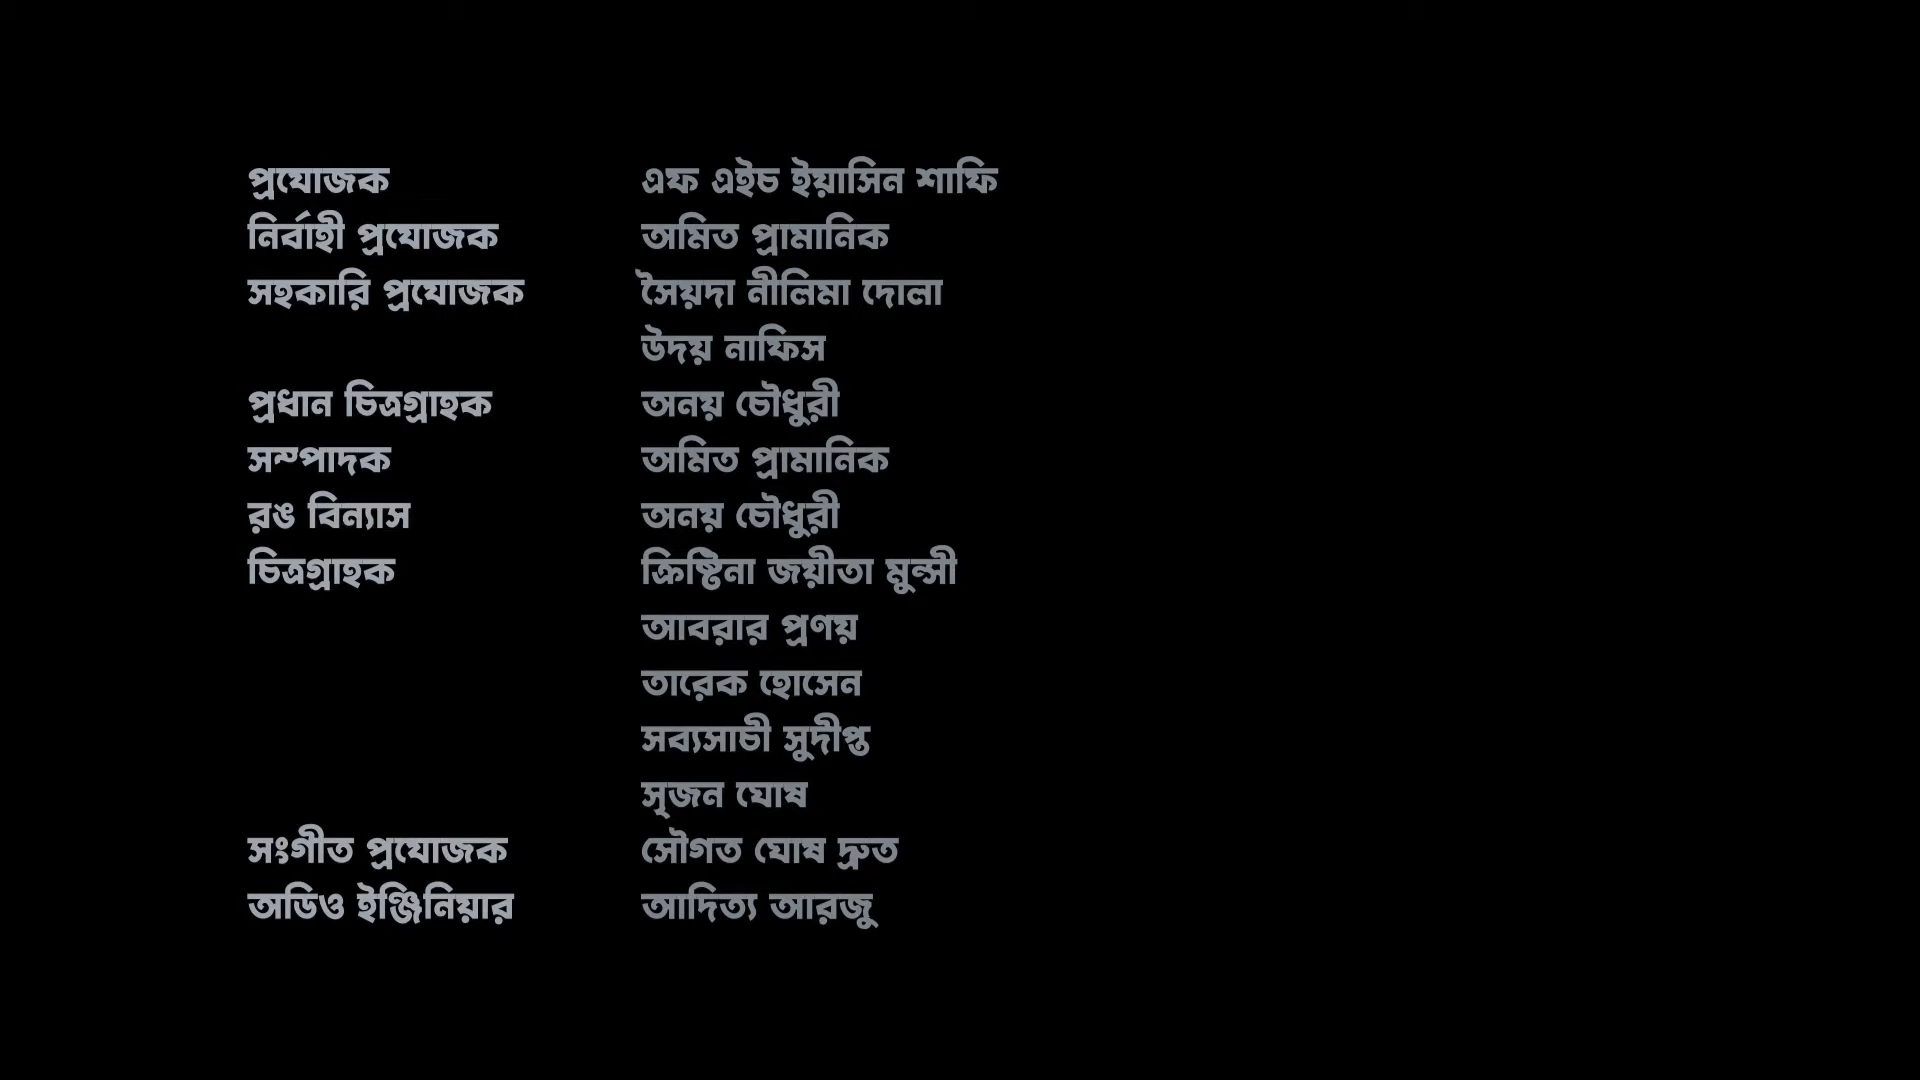 প্রযোজক এফ এইচ ইয়াসিন শাফি
নির্বাহী প্রযোজক অমিত প্রামানিক
সহকারি প্রযোজক সৈয়দা নীলিমা দোলা
উদয় নাফিস
প্রধান চিত্রগ্রাহক অনয় চৌধুরী
সম্পাদক অমিত প্রামানিক
রঙ বিন্যাস অনয় চৌধুরী
চিত্রগ্রাহক ক্রিষ্টিনা জয়ীতা মুন্সী
আবরার প্রণয়
তারেক হোসেন
সব্যসাচী সুদীপ্ত
সৃজন ঘোষ
সংগীত প্রযোজক সৌগত ঘোষ দ্রুত
অডিও ইঞ্জিনিয়ার আদিত্য আরজু